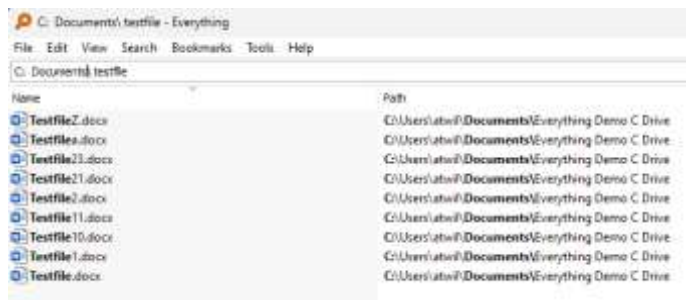 C: Documents\ testfile - Everything
File Edit View Search Bookmarks Tools Help
C: Documents\ testfile
Name Path
TestfileZ.docx C:\Users\atwil\Documents\Everything Demo C Drive
Testfilea.docx C:\Users\atwil\Documents\Everything Demo C Drive
Testfile23.docx C:\Users\atwil\Documents\Everything Demo C Drive
Testfile21.docx C:\Users\atwil\Documents\Everything Demo C Drive
Testfile2.docx C:\Users\atwil\Documents\Everything Demo C Drive
Testfile11.docx C:\Users\atwil\Documents\Everything Demo C Drive
Testfile10.docx C:\Users\atwil\Documents\Everything Demo C Drive
Testfile1.docx C:\Users\atwil\Documents\Everything Demo C Drive
Testfile.docx C:\Users\atwil\Documents\Everything Demo C Drive